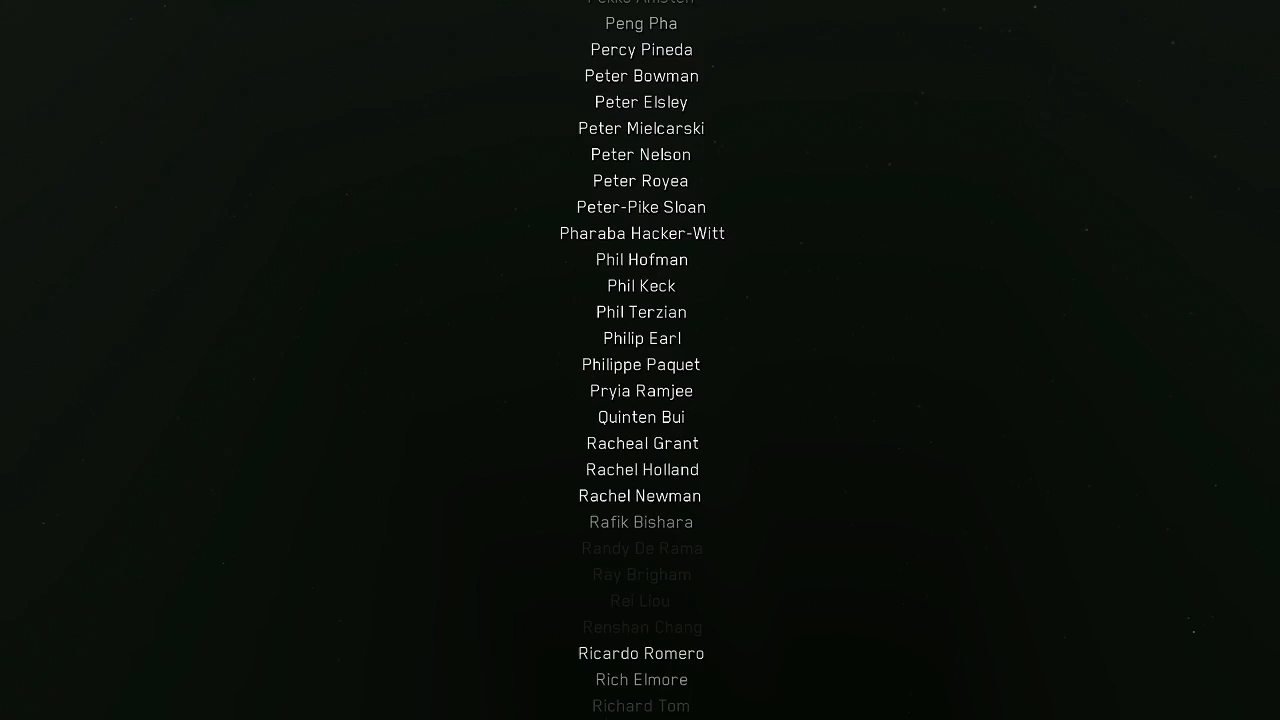 Peng Pha
Percy Pineda
Peter Bowman
Peter Elsley
Peter Mielcarski
Peter Nelson
Peter Royea
Peter-Pike Sloan
Pharaba Hacker-Witt
Phil Hofman
Phil Keck
Phil Terzian
Philip Earl
Philippe Paquet
Pryia Ramjee
Quinten Bui
Racheal Grant
Rachel Holland
Rachel Newman
Rafik Bishara
Randy De Rama
Ray Brigham
Rei Liou
Renshan Chang
Ricardo Romero
Rich Elmore
Richard Tom